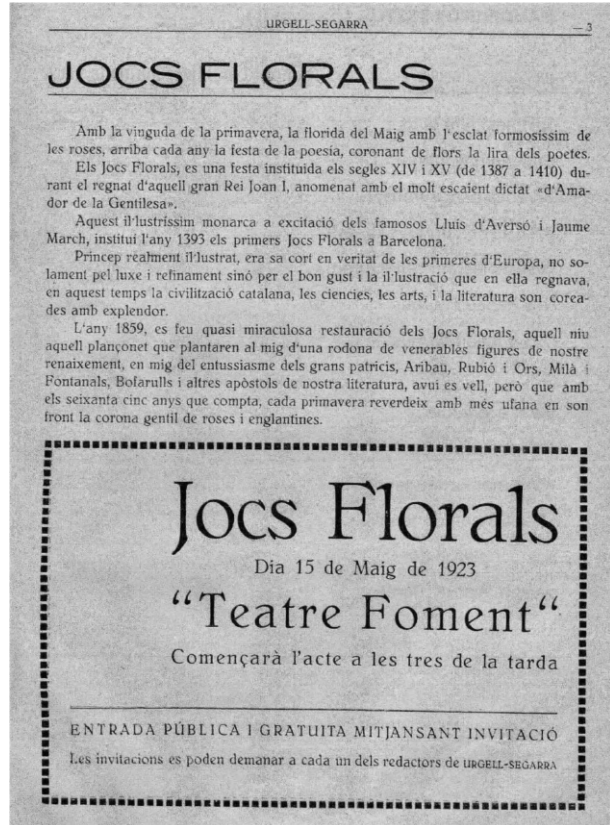 URGELL-SEGARRA
— 3
JOCS FLORALS
Amb la vinguda de la primavera, la florida del Maig amb l'esclat formosissim de
les roses, arriba cada any la festa de la poesia, coronant de flors la lira dels poetes.
Els Jocs Florals, es una festa instituida els segles XIV i XV (de 1387 a 1410) du-
rant el regnat d'aquell gran Rei Joan I, anomenat amb el molt escaient dictat «d'Ama-
dor de la Gentilesa».
Aquest il'lustrissim monarca a excitació dels famosos Lluis d'Aversó i Jaume
March, institui l'any 1393 els primers Jocs Florals a Barcelona.
Princep realment il'lustrat, era sa cort en veritat de les primeres d'Europa, no so-
lament pel luxe i refinament sinó per el bon gust i la il'lustració que en ella regnava,
en aquest temps la civilització catalana, les ciencies, les arts, i la literatura son corea-
des amb explendor.
L'any 1859, es feu quasi miraculosa restauració dels Jocs Florals, aquell niu
aquell plançonet que plantaren al mig d'una rodona de venerables figures de nostre
renaixement, en mig del entussiasme dels grans patricis, Aribau, Rubió i Ors, Milà i
Fontanals, Bofarulls i altres apòstols de nostra literatura, avui es vell, però que amb
els seixanta cinc anys que compta, cada primavera reverdeix amb més ufana en son
front la corona gentil de roses i englantines.
Jocs Florals
Dia 15 de Maig de 1923
“Teatre Foment“
Començarà l'acte a les tres de la tarda
ENTRADA PÚBLICA I GRATUITA MITJANSANT INVITACIÓ
Les invitacions es poden demanar a cada un dels redactors de URGELL-SEGARRA